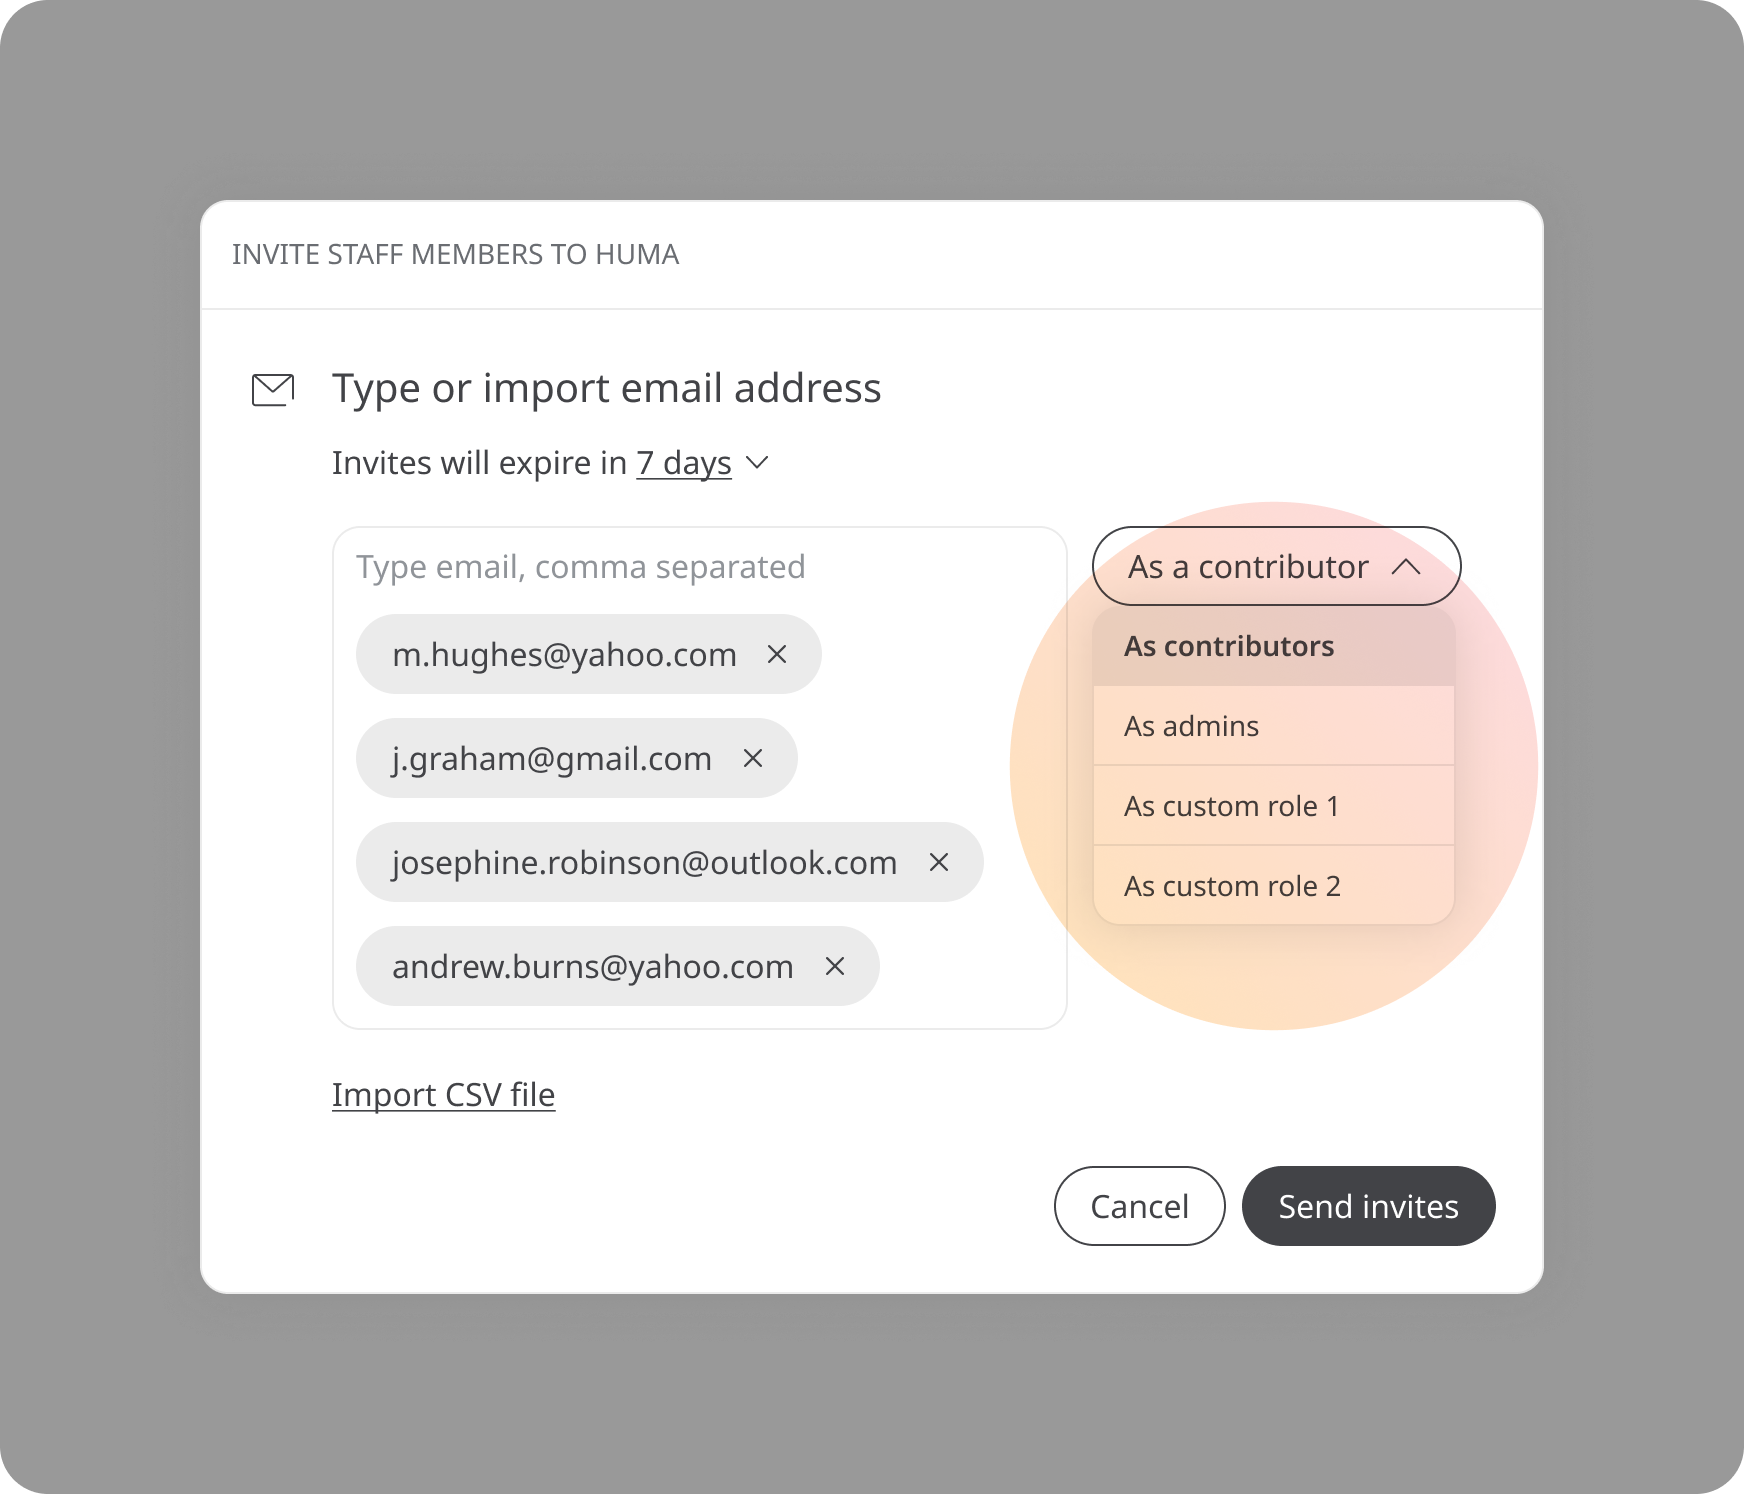 INVITE STAFF MEMBERS TO HUMA
Type or import email address
Invites will expire in 7 days
Type email, comma separated
m.hughes@yahoo.com
j.graham@gmail.com
josephine.robinson@outlook.com
andrew.burns@yahoo.com
As a contributor
As contributors
As admins
As custom role 1
As custom role 2
Import CSV file
Cancel
Send invites